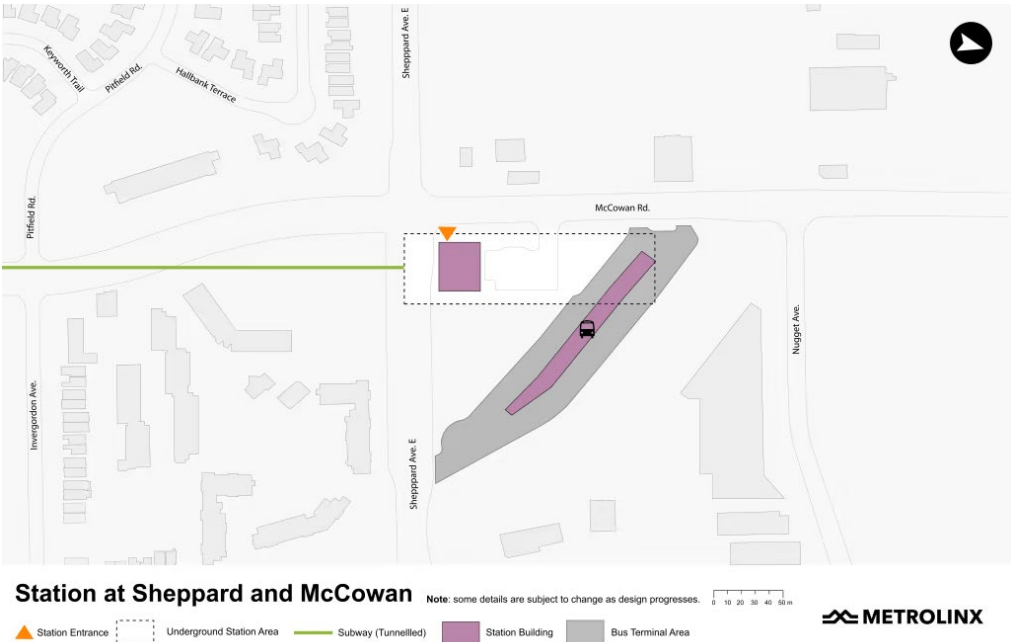 Sheppard Ave. E
Keyworth Trail
Pitfield Rd.
Hallbank Terrace
Pitfield Rd.
McCowan Rd.
Nugget Ave.
Invergordon Ave.
Shepppard Ave. E
Station at Sheppard and McCowan
Note: some details are subject to change as design progresses.
0 10 20 30 40 50 m
METROLINX
Station Entrance
Underground Station Area
Subway (Tunnellled)
Station Building
Bus Terminal Area